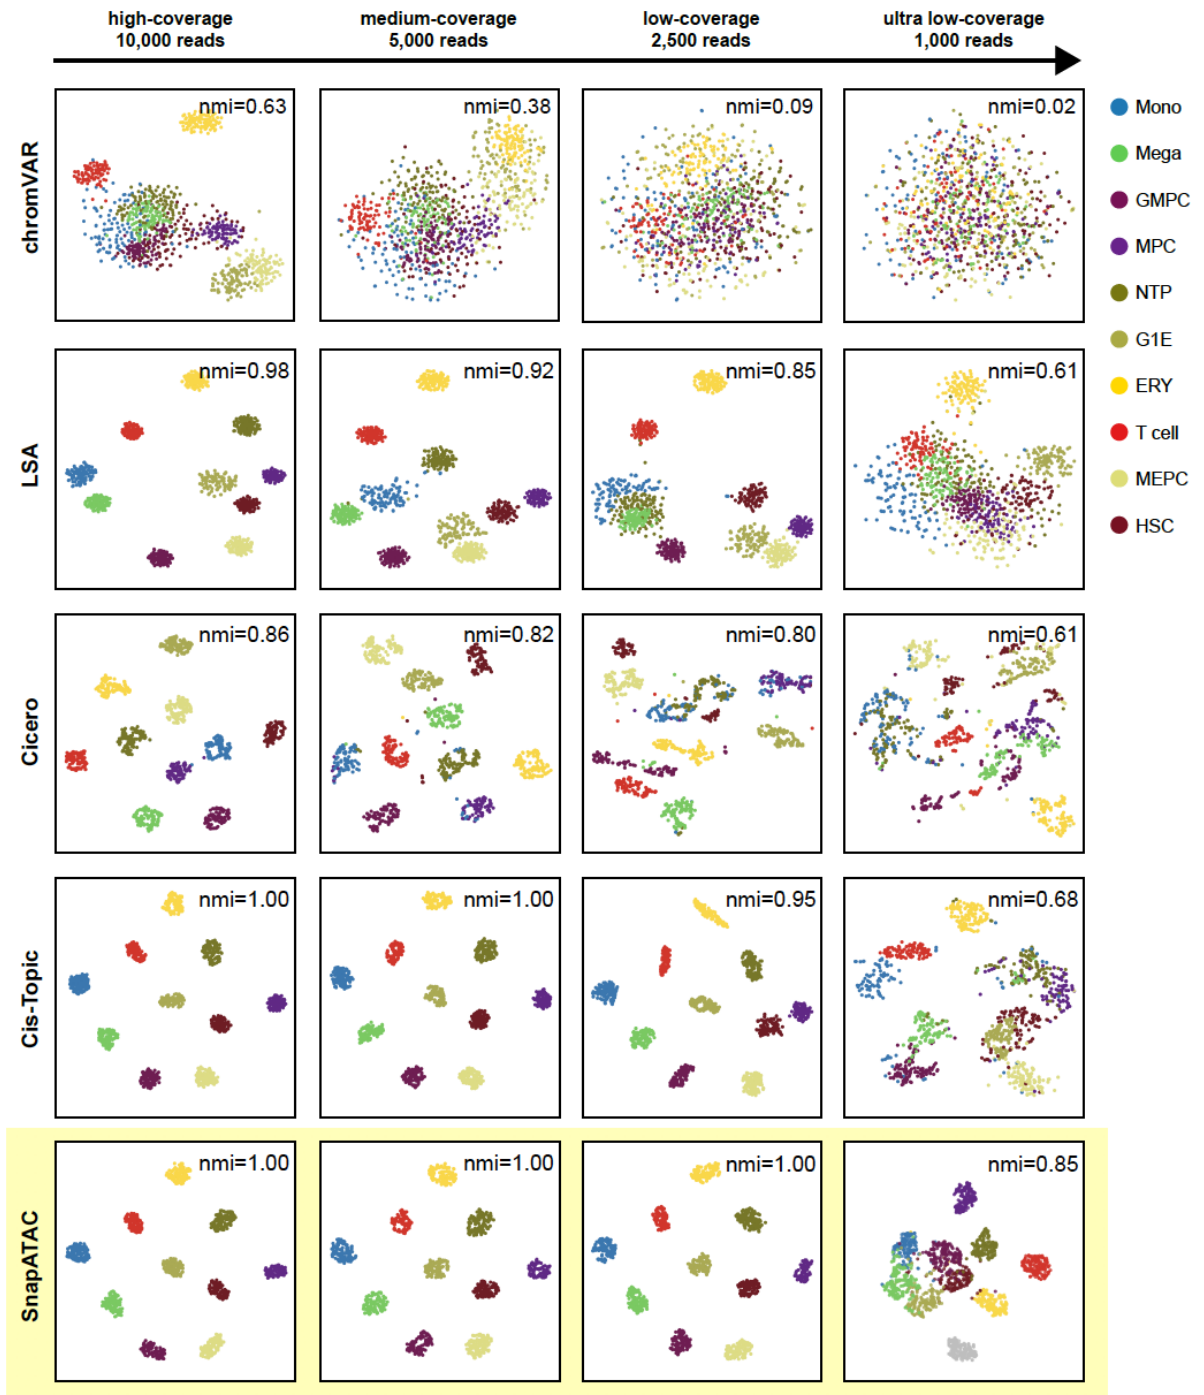 high-coverage
10,000 reads
medium-coverage
5,000 reads
low-coverage
2,500 reads
ultra low-coverage
1,000 reads
chromVAR
nmi=0.63
nmi=0.38
nmi=0.09
nmi=0.02
Mono
Mega
GMPC
MPC
NTP
G1E
ERY
T cell
MEPC
HSC
LSA
nmi=0.98
nmi=0.92
nmi=0.85
nmi=0.61
Cicero
nmi=0.86
nmi=0.82
nmi=0.80
nmi=0.61
Cis-Topic
nmi=1.00
nmi=1.00
nmi=0.95
nmi=0.68
SnapATAC
nmi=1.00
nmi=1.00
nmi=1.00
nmi=0.85